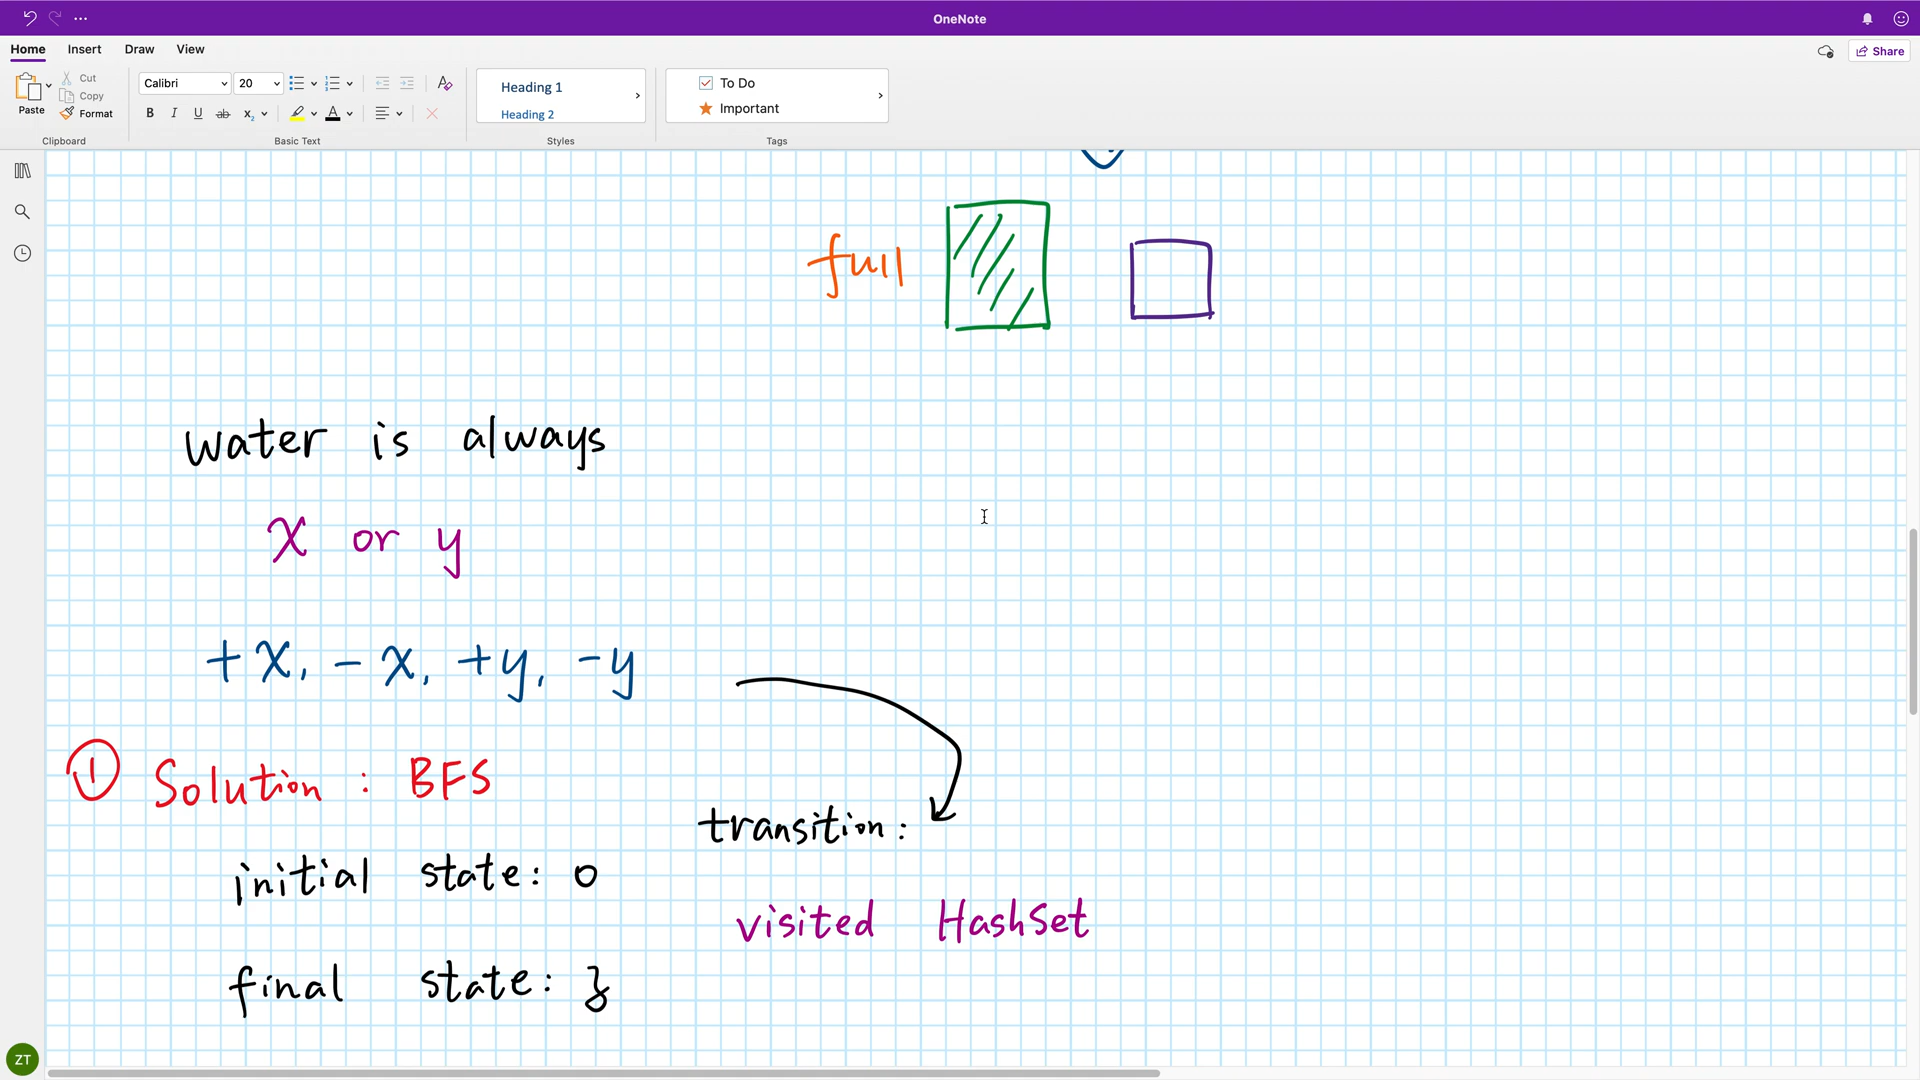 OneNote
Home Insert Draw View
Share
Paste
Cut
Copy
Format
Calibri 20
B I U ab x2 A
Heading 1
Heading 2
To Do
Important
Clipboard
Basic Text
Styles
Tags
full
water is always
x or y
+x, -x, +y, -y
① Solution : BFS
transition :
initial state : 0
visited HashSet
final state : z
ZT